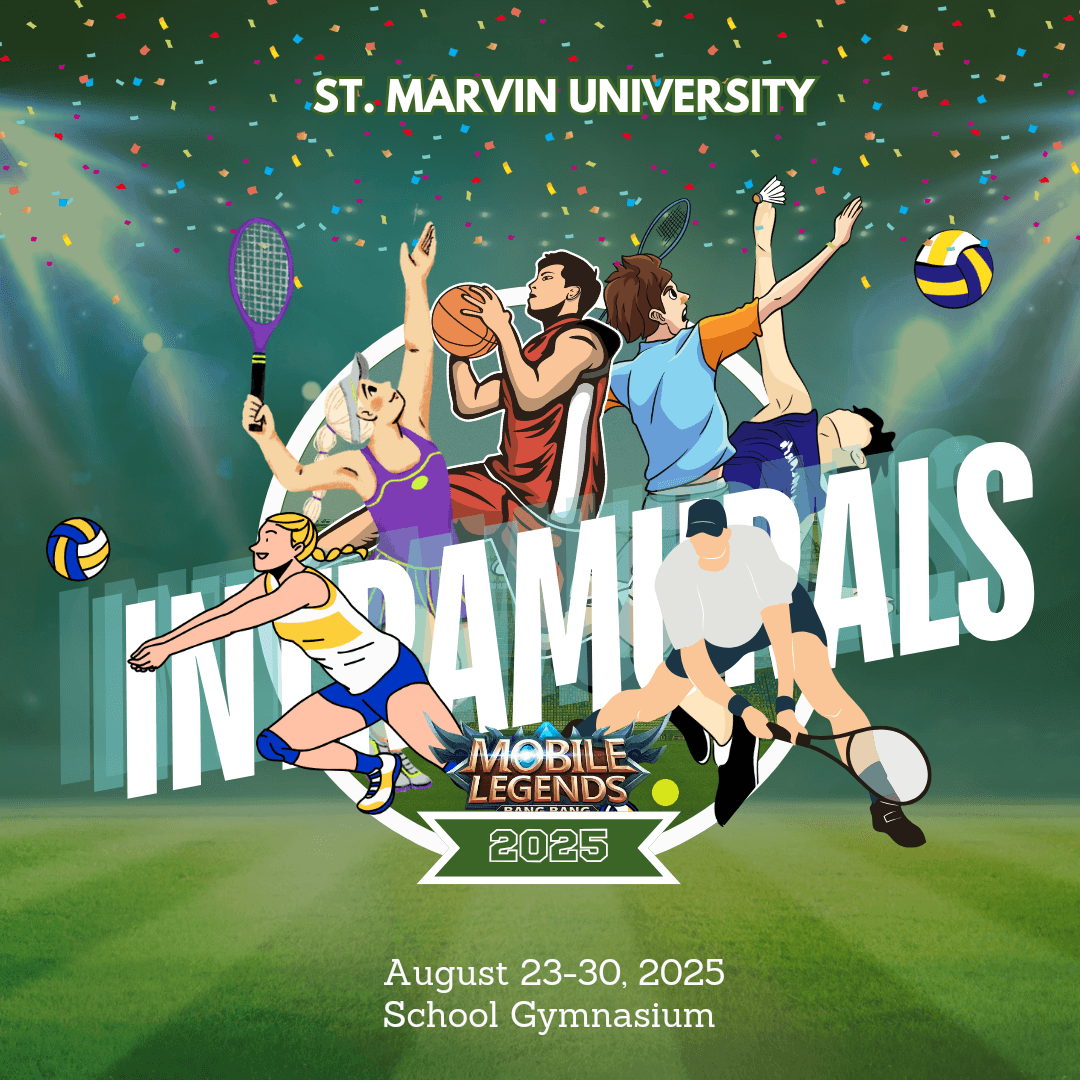 ST. MARVIN UNIVERSITY
INTRAMURALS
MOBILE
LEGENDS
BANG BANG
2025
August 23-30, 2025
School Gymnasium